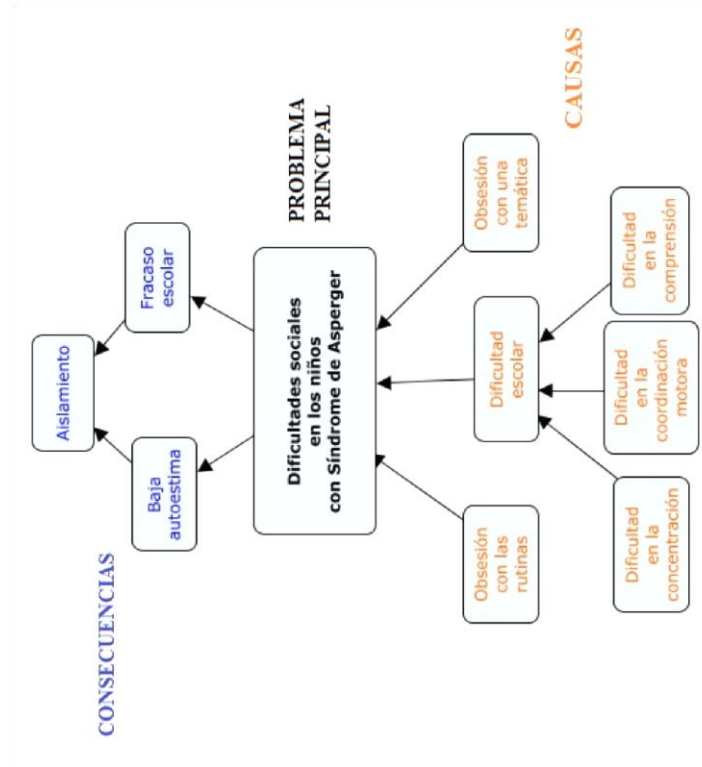 CONSECUENCIAS
Aislamiento
Baja
autoestima
Fracaso
escolar
PROBLEMA
PRINCIPAL
Dificultades sociales
en los niños
con Síndrome de Asperger
Obsesión
con las
rutinas
Dificultad
escolar
Obsesión
con una
temática
CAUSAS
Dificultad
en la
concentración
Dificultad
en la
coordinación
motora
Dificultad
en la
comprensión